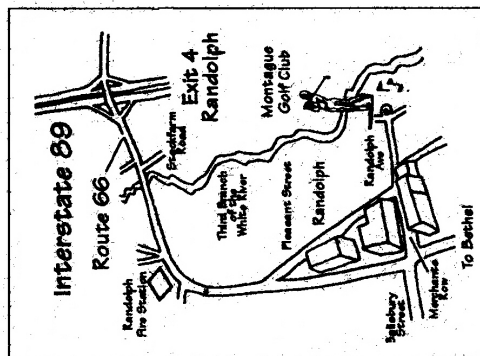 Interstate 89
Route 66
Exit 4
Randolph
Stockfarm
Road
Randolph
Fire Station
Third Branch
of the
White River
Montague
Golf Club
Pleasant Street
Randolph
Randolph
Ave
Salisbury
Street
Merchants
Row
To Bethel